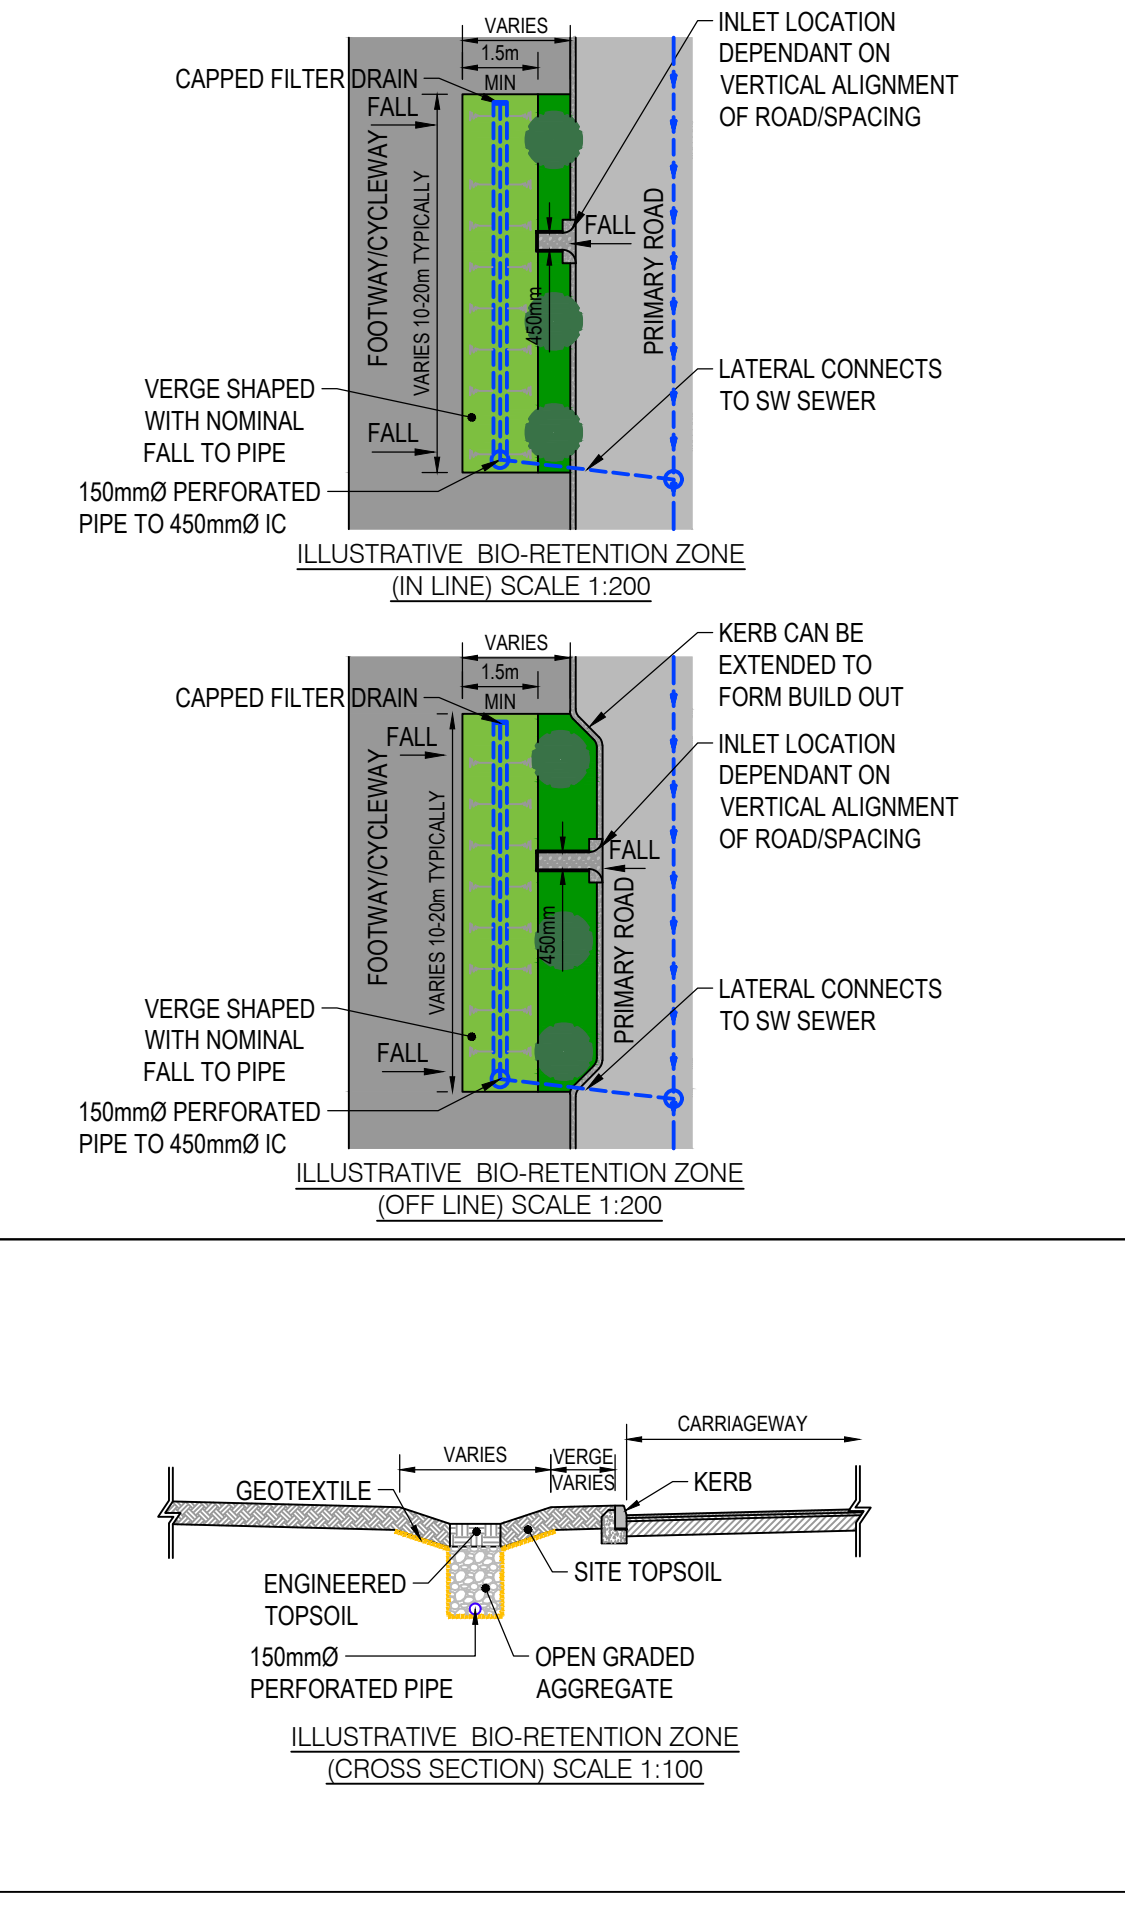 VARIES
1.5m
MIN
INLET LOCATION
DEPENDANT ON
VERTICAL ALIGNMENT
OF ROAD/SPACING
CAPPED FILTER DRAIN
FALL
FOOTWAY/CYCLEWAY
VARIES 10-20m TYPICALLY
FALL
450mm
PRIMARY ROAD
LATERAL CONNECTS
TO SW SEWER
VERGE SHAPED
WITH NOMINAL
FALL TO PIPE
FALL
150mmØ PERFORATED
PIPE TO 450mmØ IC
ILLUSTRATIVE BIO-RETENTION ZONE
(IN LINE) SCALE 1:200
VARIES
1.5m
MIN
KERB CAN BE
EXTENDED TO
FORM BUILD OUT
CAPPED FILTER DRAIN
FALL
INLET LOCATION
DEPENDANT ON
VERTICAL ALIGNMENT
OF ROAD/SPACING
FOOTWAY/CYCLEWAY
VARIES 10-20m TYPICALLY
FALL
450mm
PRIMARY ROAD
LATERAL CONNECTS
TO SW SEWER
VERGE SHAPED
WITH NOMINAL
FALL TO PIPE
FALL
150mmØ PERFORATED
PIPE TO 450mmØ IC
ILLUSTRATIVE BIO-RETENTION ZONE
(OFF LINE) SCALE 1:200
CARRIAGEWAY
VARIES
VERGE
VARIES
KERB
GEOTEXTILE
ENGINEERED
TOPSOIL
SITE TOPSOIL
150mmØ
PERFORATED PIPE
OPEN GRADED
AGGREGATE
ILLUSTRATIVE BIO-RETENTION ZONE
(CROSS SECTION) SCALE 1:100